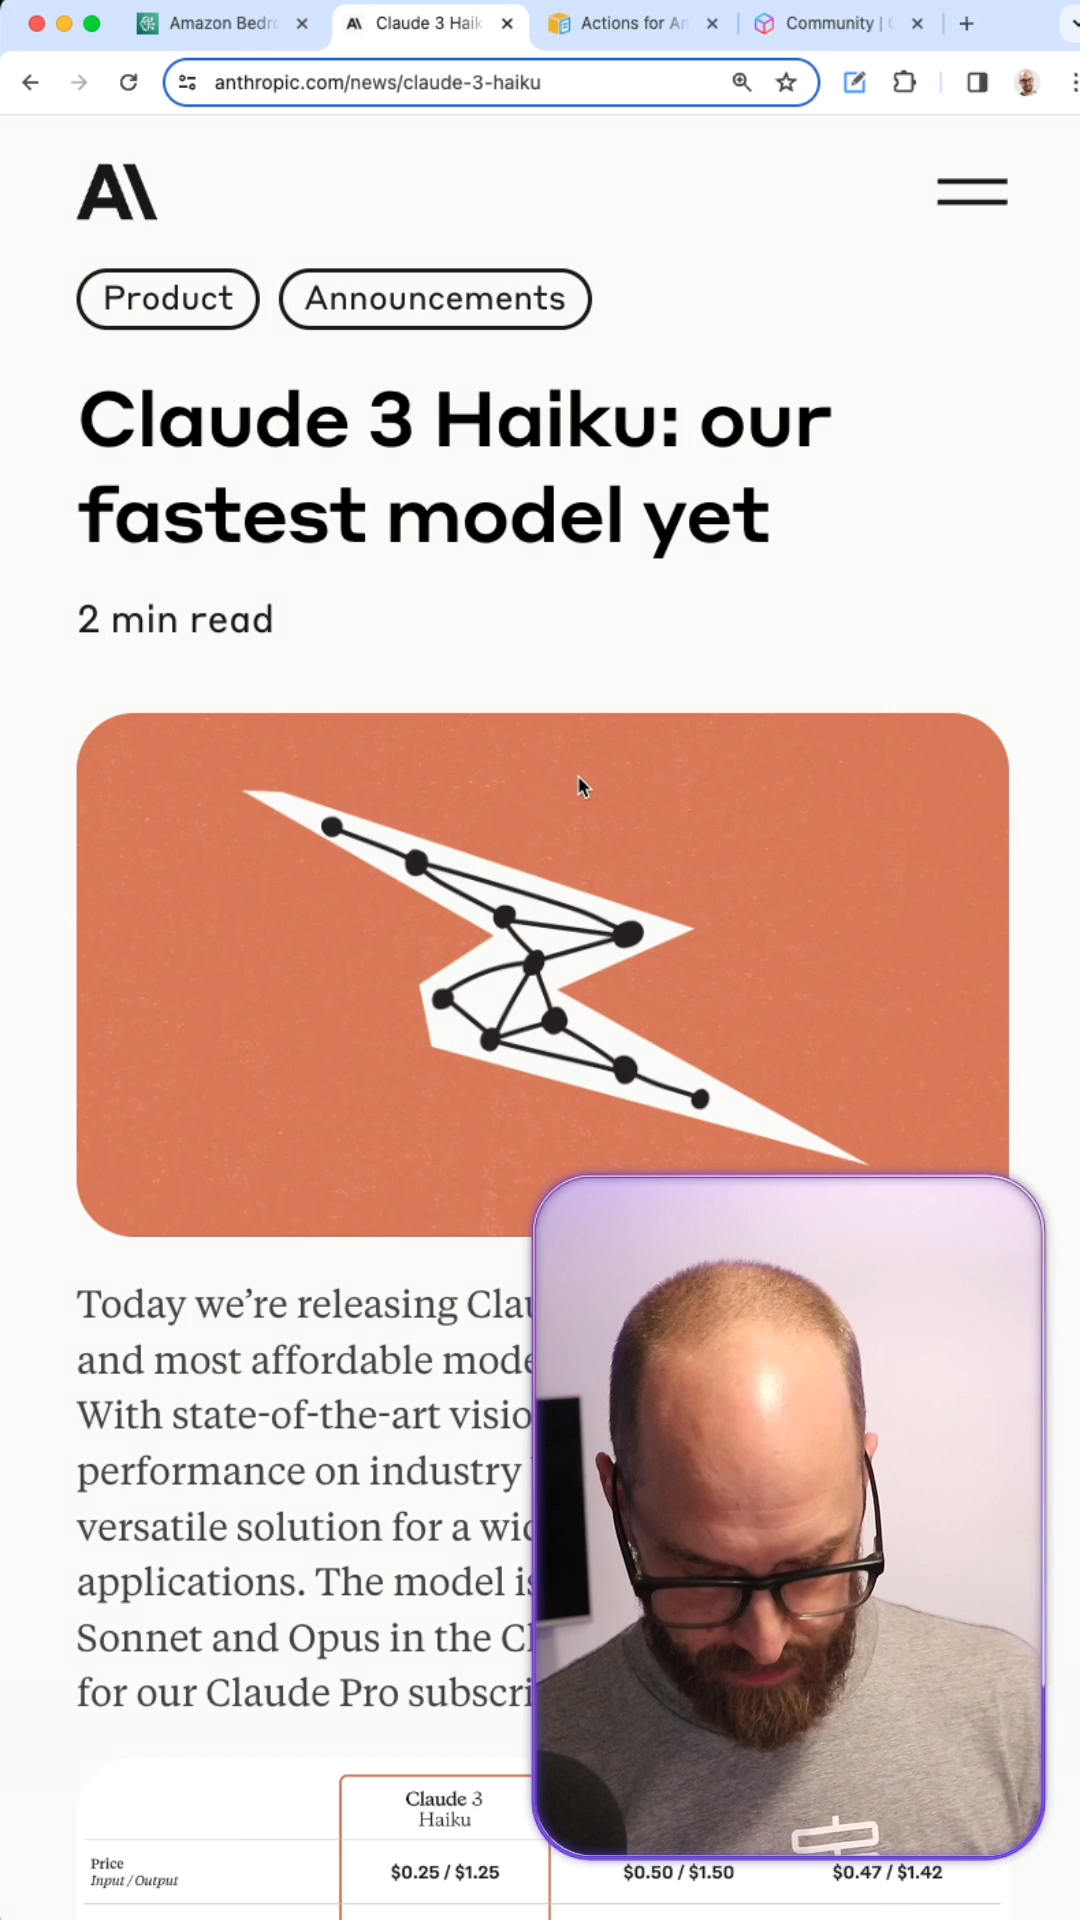 Amazon Bedr
Claude 3 Haik
Actions for Am
Community |
anthropic.com/news/claude-3-haiku
Product
Announcements
Claude 3 Haiku: our
fastest model yet
2 min read
Today we’re releasing Clau
and most affordable mode
With state-of-the-art visio
performance on industry
versatile solution for a wid
applications. The model is
Sonnet and Opus in the Cl
for our Claude Pro subscri
Claude 3
Haiku
Price
Input / Output
$0.25 / $1.25
$0.50 / $1.50
$0.47 / $1.42